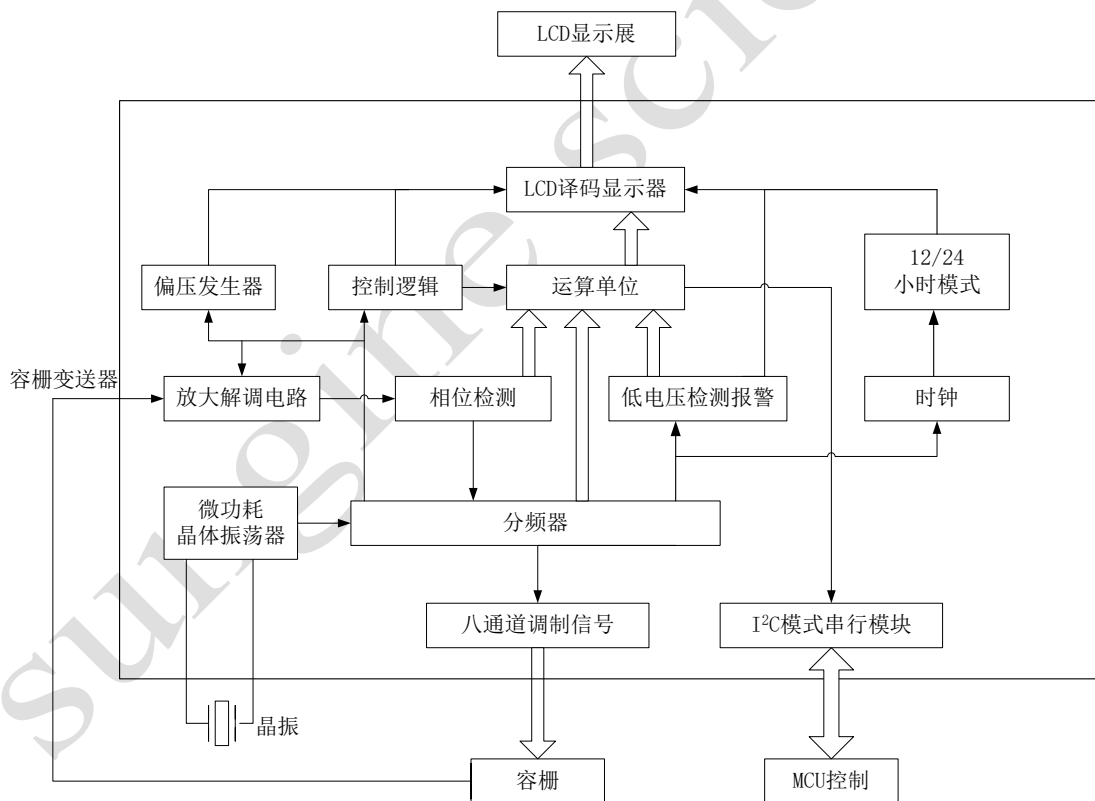 LCD显示展
LCD译码显示器
偏压发生器
控制逻辑
运算单位
12/24
小时模式
容栅变送器
放大解调电路
相位检测
低电压检测报警
时钟
微功耗
晶体振荡器
分频器
八通道调制信号
I²C模式串行模块
晶振
容栅
MCU控制
sungine scie